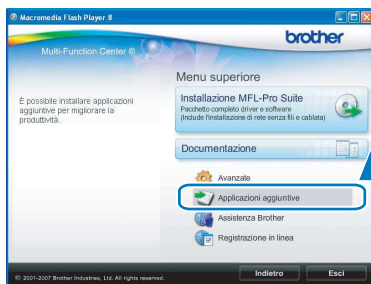 Macromedia Flash Player 8
brother
Multi-Function Center ®
Menu superiore
È possibile installare applicazioni
aggiuntive per migliorare la
produttività.
Installazione MFL-Pro Suite
Pacchetto completo driver e software
(Include l'installazione di rete senza fili e cablata)
Documentazione
Avanzate
Applicazioni aggiuntive
Assistenza Brother
Registrazione in linea
© 2001-2007 Brother Industries, Ltd. All rights reserved.
Indietro
Esci